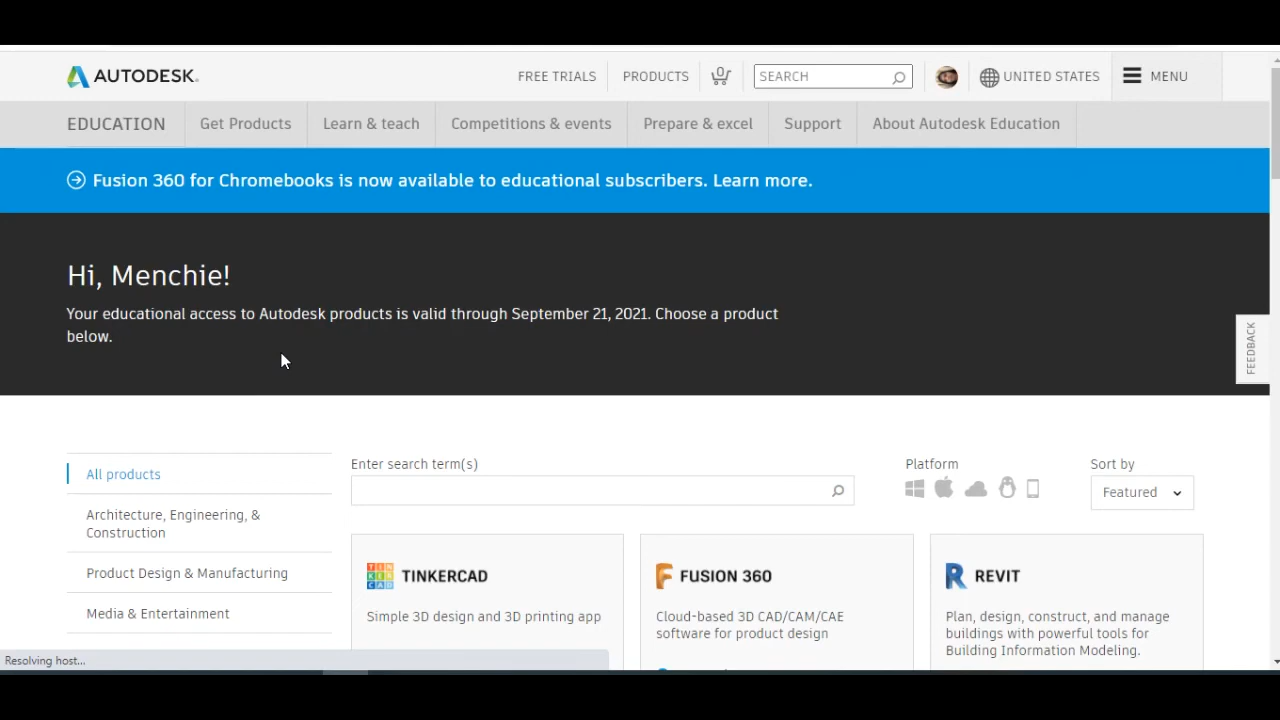 AUTODESK®
FREE TRIALS
PRODUCTS
0
SEARCH
UNITED STATES
MENU
EDUCATION
Get Products
Learn & teach
Competitions & events
Prepare & excel
Support
About Autodesk Education
Fusion 360 for Chromebooks is now available to educational subscribers. Learn more.
Hi, Menchie!
Your educational access to Autodesk products is valid through September 21, 2021. Choose a product
below.
FEEDBACK
All products
Architecture, Engineering, &
Construction
Product Design & Manufacturing
Media & Entertainment
Enter search term(s)
Platform
Sort by
Featured
TIN
KER
CAD
TINKERCAD
Simple 3D design and 3D printing app
FUSION 360
Cloud-based 3D CAD/CAM/CAE
software for product design
REVIT
Plan, design, construct, and manage
buildings with powerful tools for
Building Information Modeling.
Resolving host...